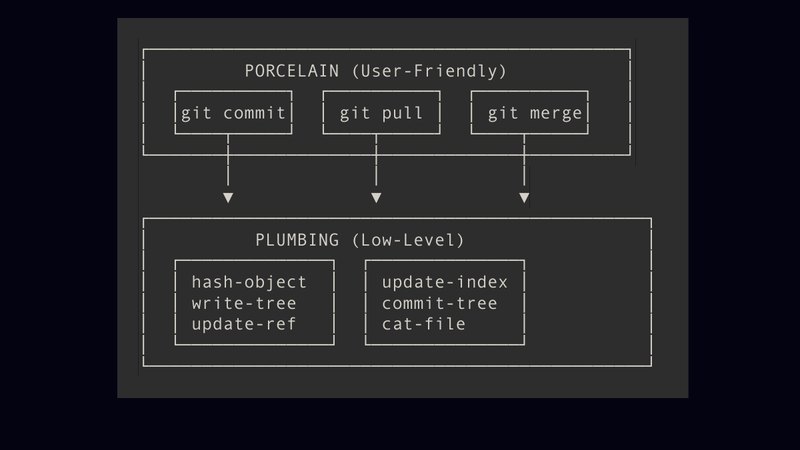 PORCELAIN (User-Friendly)
git commit git pull git merge
PLUMBING (Low-Level)
hash-object update-index
write-tree commit-tree
update-ref cat-file